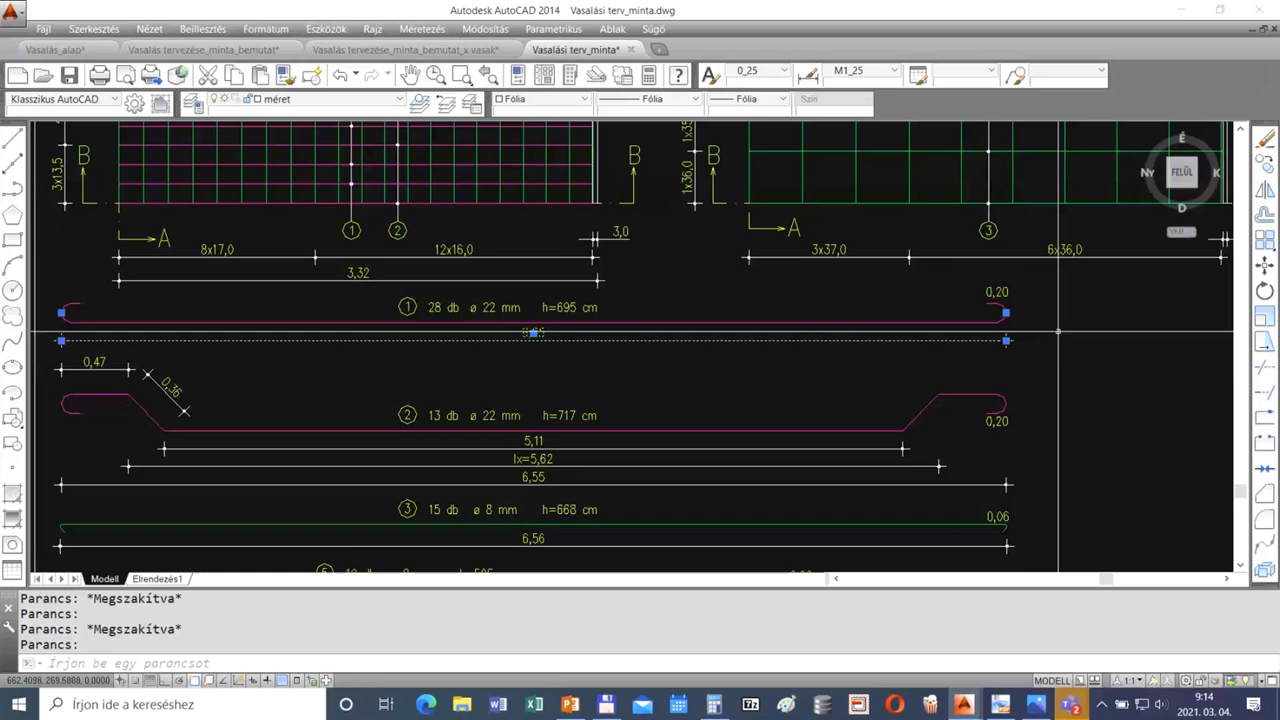 Autodesk AutoCAD 2014 Vasalási terv_minta.dwg
Fájl Szerkesztés Nézet Beillesztés Formátum Eszközök Rajz Méretezés Módosítás Parametrikus Ablak Súgó
Vasalás_alap* Vasalás tervezése_minta_bemutat* Vasalás tervezése_minta_bemutat_x vasak* Vasalási terv_minta*
0_25 M1_25
Klasszikus AutoCAD méret Fólia Fólia Fólia Szín
3x13,5 B B 1x36,0 1x35 B
É
NY FELÜL K
D
1 2 3,0 3
A A
8x17,0 12x16,0 3x37,0 6x36,0
3,32
0,20
1 28 db ø 22 mm h=695 cm
0,47
0,36
2 13 db ø 22 mm h=717 cm 0,20
5,11
lx=5,62
6,55
3 15 db ø 8 mm h=668 cm 0,06
6,56
Modell Elrendezés1
Parancs: *Megszakítva*
Parancs:
Parancs: *Megszakítva*
Parancs:
Írjon be egy parancsot
662.4098, 269.5888, 0.0000 MODELL 1:1
Írjon ide a kereséshez
9:14
2021. 03. 04.